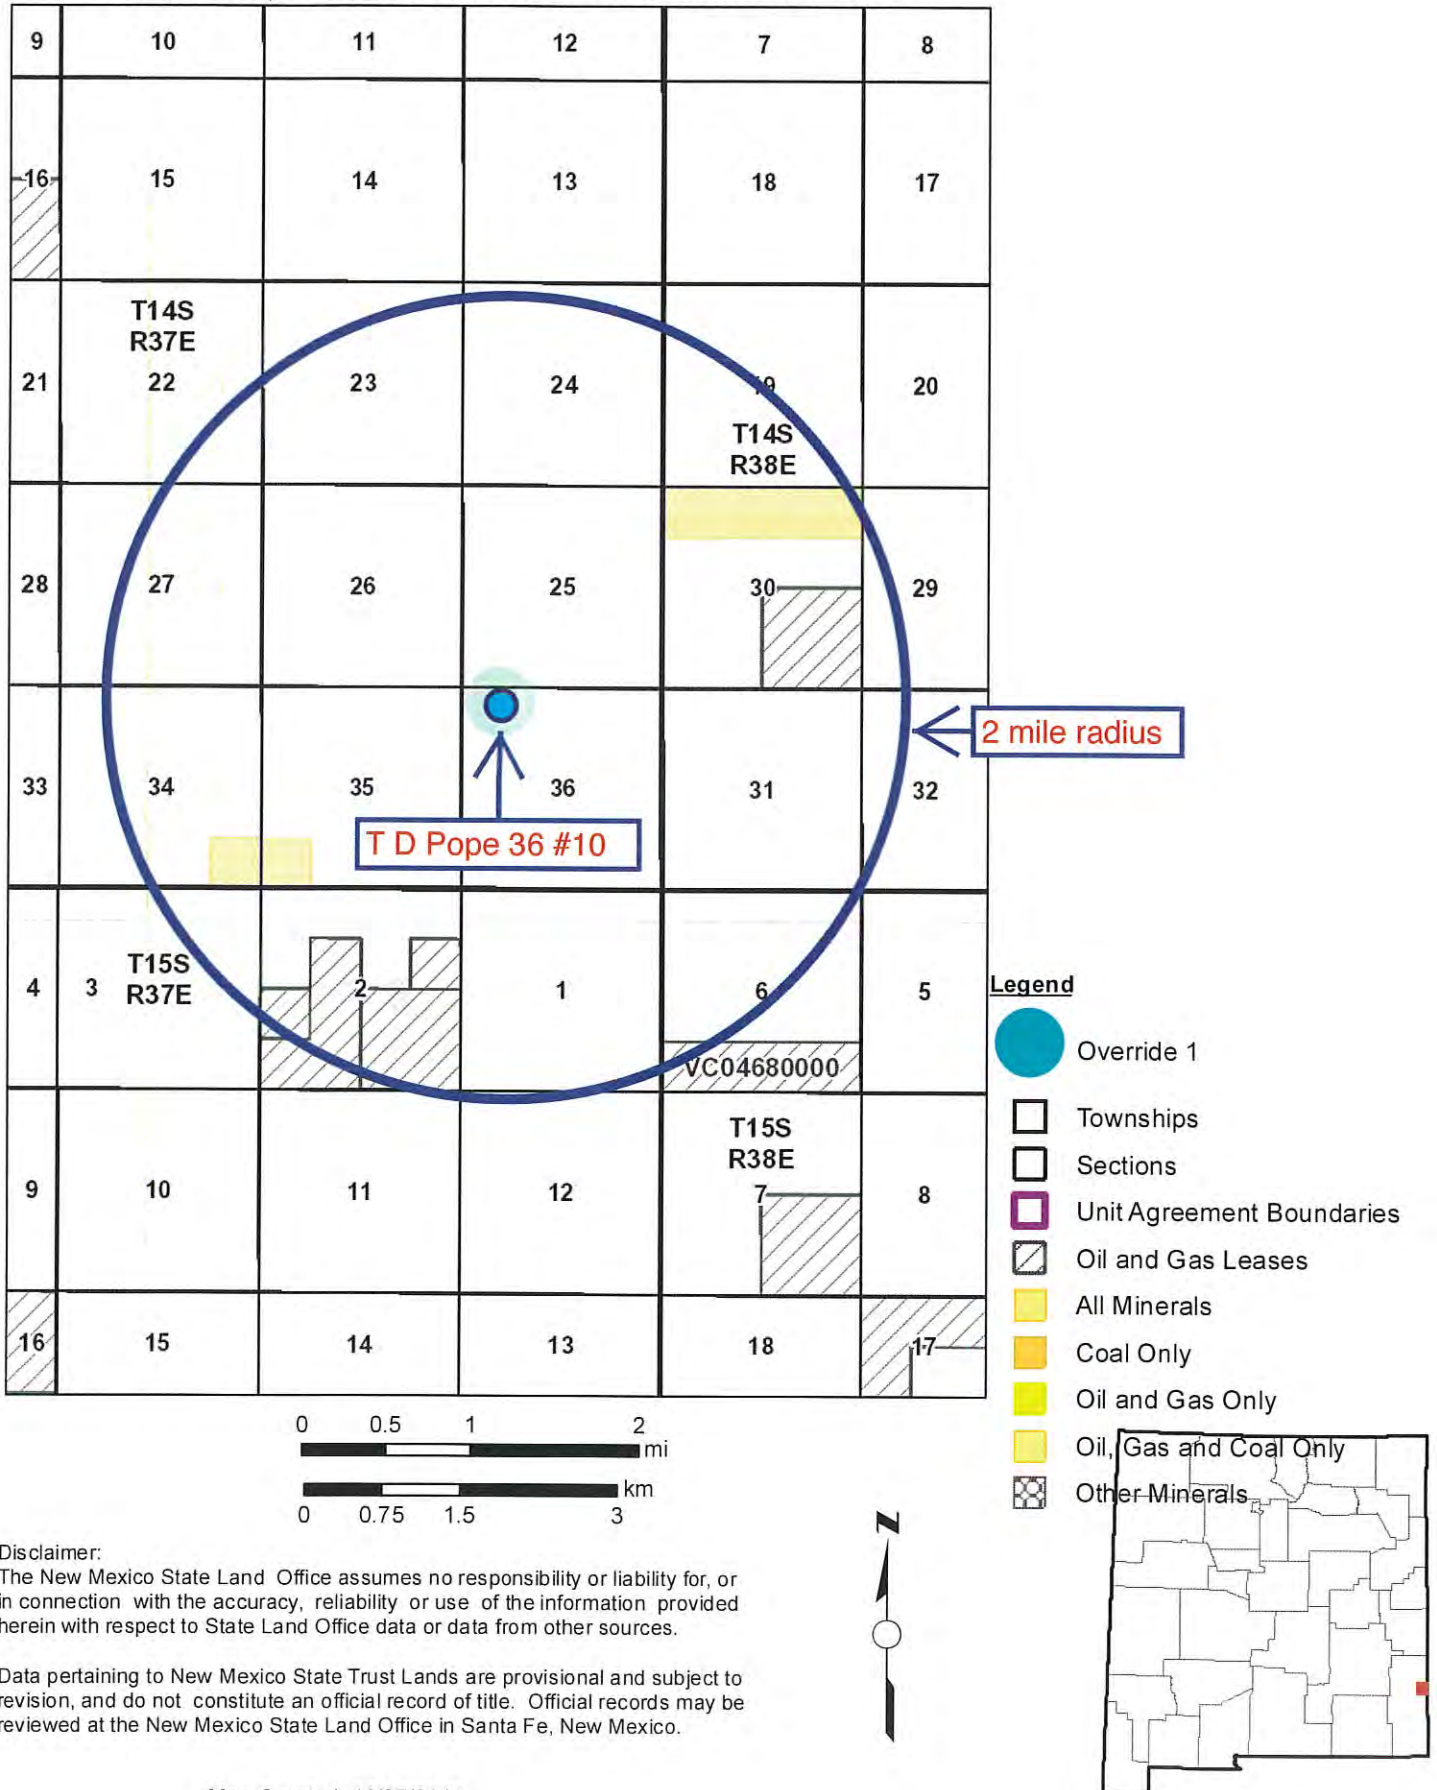 9 10 11 12 7 8
16 15 14 13 18 17
T14S
R37E
21 22 23 24 19 20
T14S
R38E
28 27 26 25 30 29
2 mile radius
33 34 35 36 31 32
T D Pope 36 #10
T15S
R37E
4 3 2 1 6 5
VC04680000
T15S
R38E
9 10 11 12 7 8
16 15 14 13 18 17
Legend
Override 1
Townships
Sections
Unit Agreement Boundaries
Oil and Gas Leases
All Minerals
Coal Only
Oil and Gas Only
Oil, Gas and Coal Only
Other Minerals
0 0.5 1 2
mi
km
0 0.75 1.5 3
Z
Disclaimer:
The New Mexico State Land Office assumes no responsibility or liability for, or
in connection with the accuracy, reliability or use of the information provided
herein with respect to State Land Office data or data from other sources.
Data pertaining to New Mexico State Trust Lands are provisional and subject to
revision, and do not constitute an official record of title. Official records may be
reviewed at the New Mexico State Land Office in Santa Fe, New Mexico.